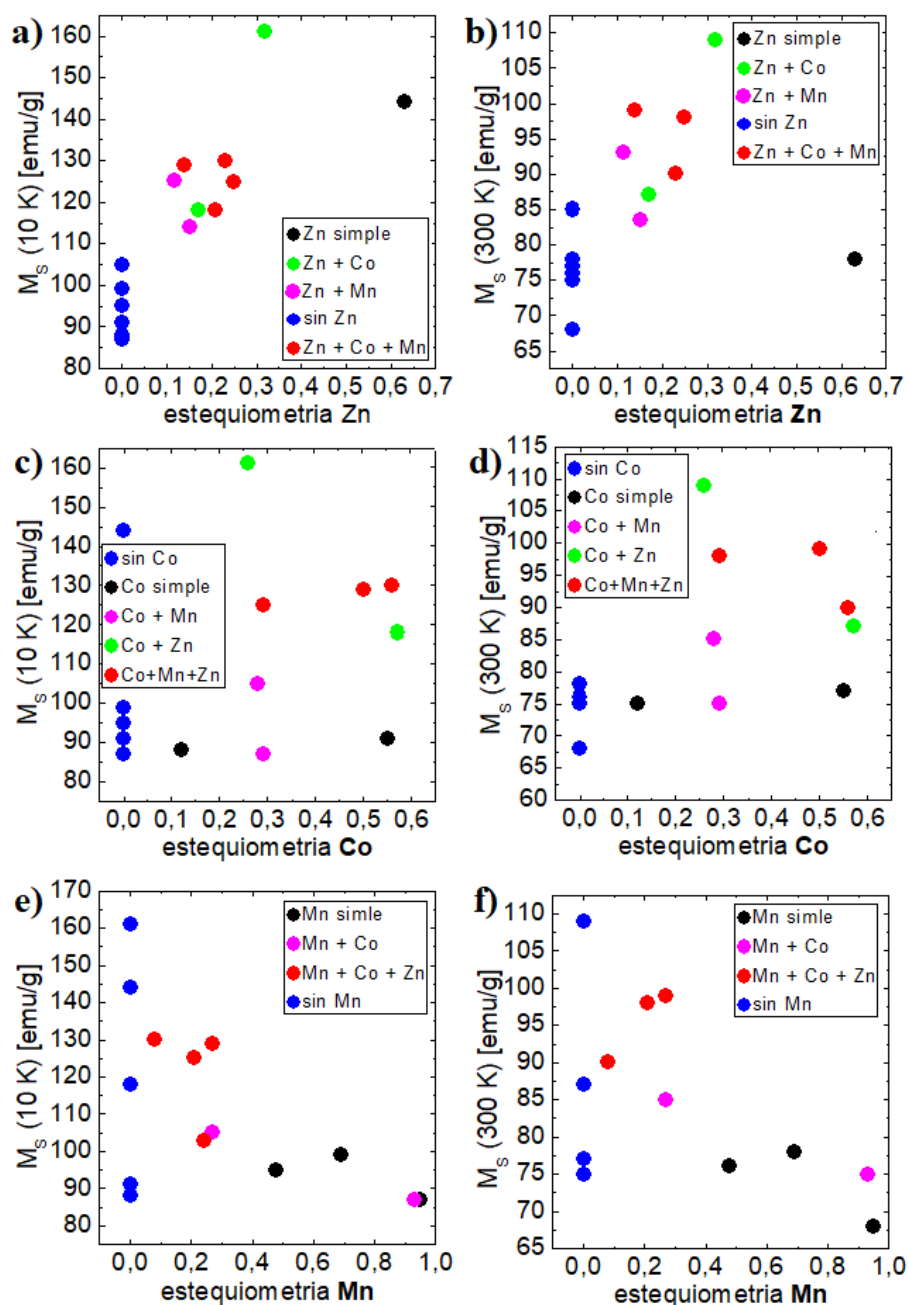 a)
M_S (10 K) [emu/g]
160
150
140
130
120
110
100
90
80
0,0 0,1 0,2 0,3 0,4 0,5 0,6 0,7
estequiometria Zn
Zn simple
Zn + Co
Zn + Mn
sin Zn
Zn + Co + Mn
b)
M_S (300 K) [emu/g]
110
105
100
95
90
85
80
75
70
65
0,0 0,1 0,2 0,3 0,4 0,5 0,6 0,7
estequiometria Zn
Zn simple
Zn + Co
Zn + Mn
sin Zn
Zn + Co + Mn
c)
M_S (10 K) [emu/g]
160
150
140
130
120
110
100
90
80
0,0 0,1 0,2 0,3 0,4 0,5 0,6
estequiometria Co
sin Co
Co simple
Co + Mn
Co + Zn
Co+Mn+Zn
d)
M_S (300 K) [emu/g]
115
110
105
100
95
90
85
80
75
70
65
60
0,0 0,1 0,2 0,3 0,4 0,5 0,6
estequiometria Co
sin Co
Co simple
Co + Mn
Co + Zn
Co+Mn+Zn
e)
M_S (10 K) [emu/g]
170
160
150
140
130
120
110
100
90
80
0,0 0,2 0,4 0,6 0,8 1,0
estequiometria Mn
Mn simle
Mn + Co
Mn + Co + Zn
sin Mn
f)
M_S (300 K) [emu/g]
110
105
100
95
90
85
80
75
70
65
0,0 0,2 0,4 0,6 0,8 1,0
estequiometria Mn
Mn simle
Mn + Co
Mn + Co + Zn
sin Mn